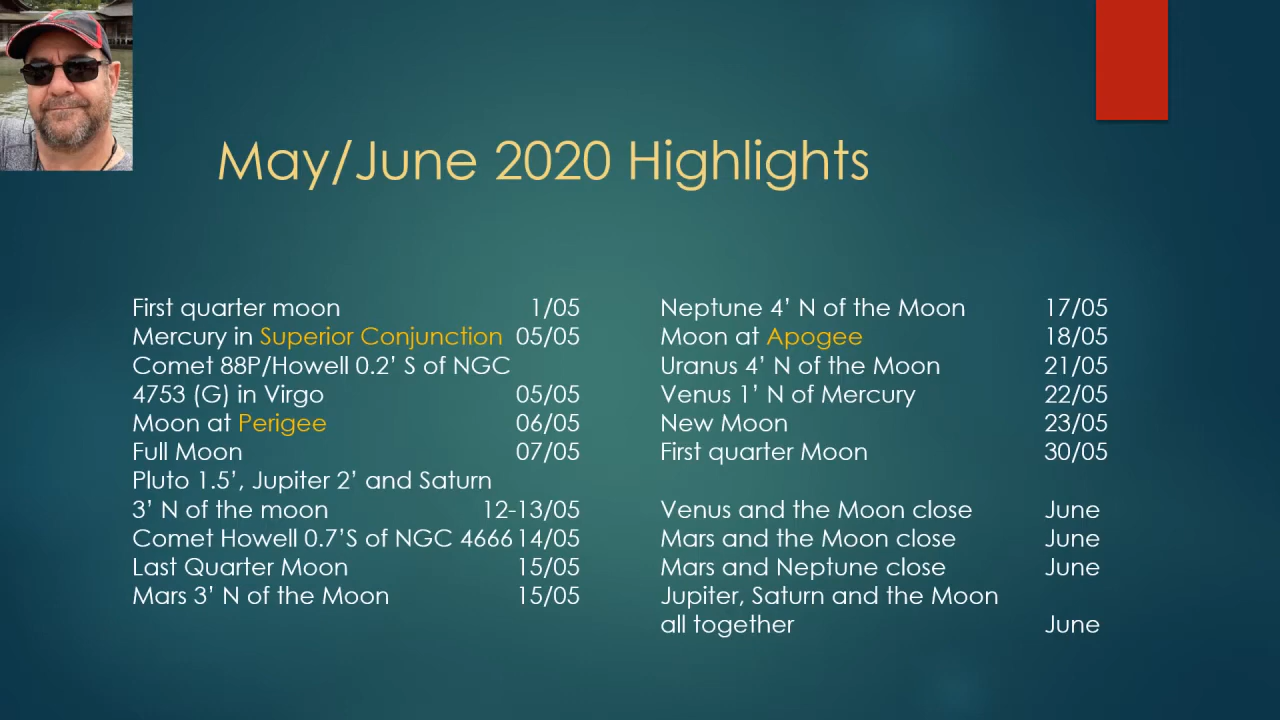 May/June 2020 Highlights
First quarter moon 1/05
Mercury in Superior Conjunction 05/05
Comet 88P/Howell 0.2’ S of NGC
4753 (G) in Virgo 05/05
Moon at Perigee 06/05
Full Moon 07/05
Pluto 1.5’, Jupiter 2’ and Saturn
3’ N of the moon 12-13/05
Comet Howell 0.7’S of NGC 4666 14/05
Last Quarter Moon 15/05
Mars 3’ N of the Moon 15/05
Neptune 4’ N of the Moon 17/05
Moon at Apogee 18/05
Uranus 4’ N of the Moon 21/05
Venus 1’ N of Mercury 22/05
New Moon 23/05
First quarter Moon 30/05
Venus and the Moon close June
Mars and the Moon close June
Mars and Neptune close June
Jupiter, Saturn and the Moon
all together June